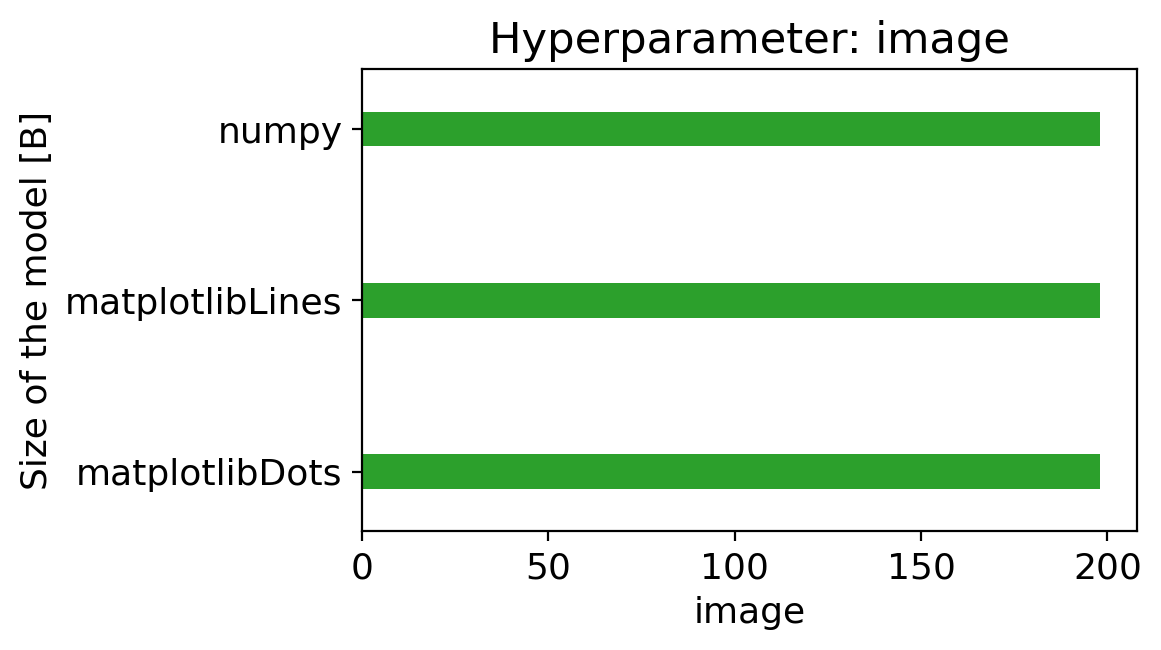 Hyperparameter: image
Size of the model [B]
numpy
matplotlibLines
matplotlibDots
0 50 100 150 200
image